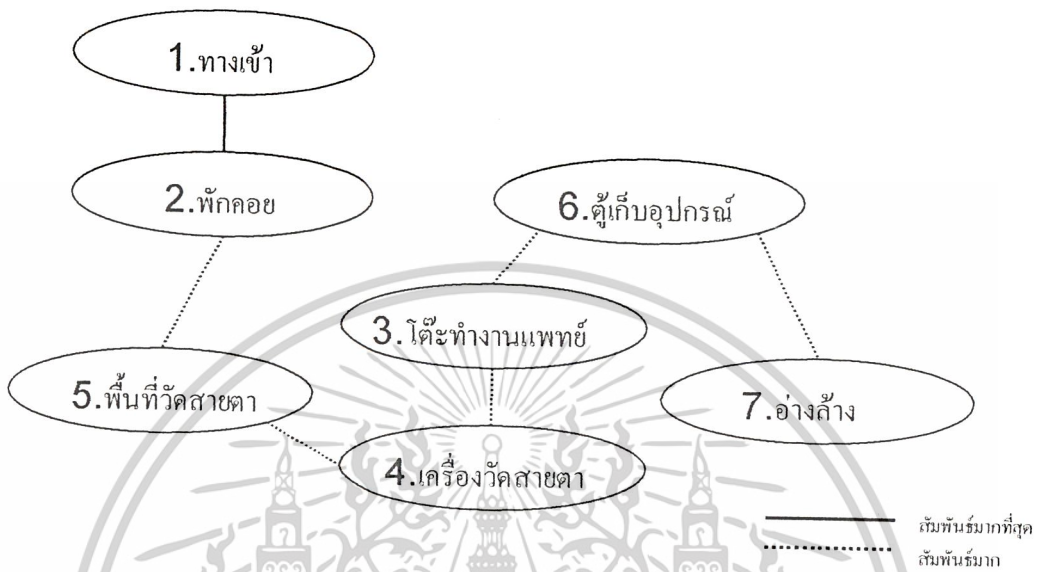 1.ทางเข้า
2.พักคอย
6.ตู้เก็บอุปกรณ์
3.โต๊ะทำงานแพทย์
5.พื้นที่วัดสายตา
7.อ่างล้าง
4.เครื่องวัดสายตา
สัมพันธ์มากที่สุด
สัมพันธ์มาก